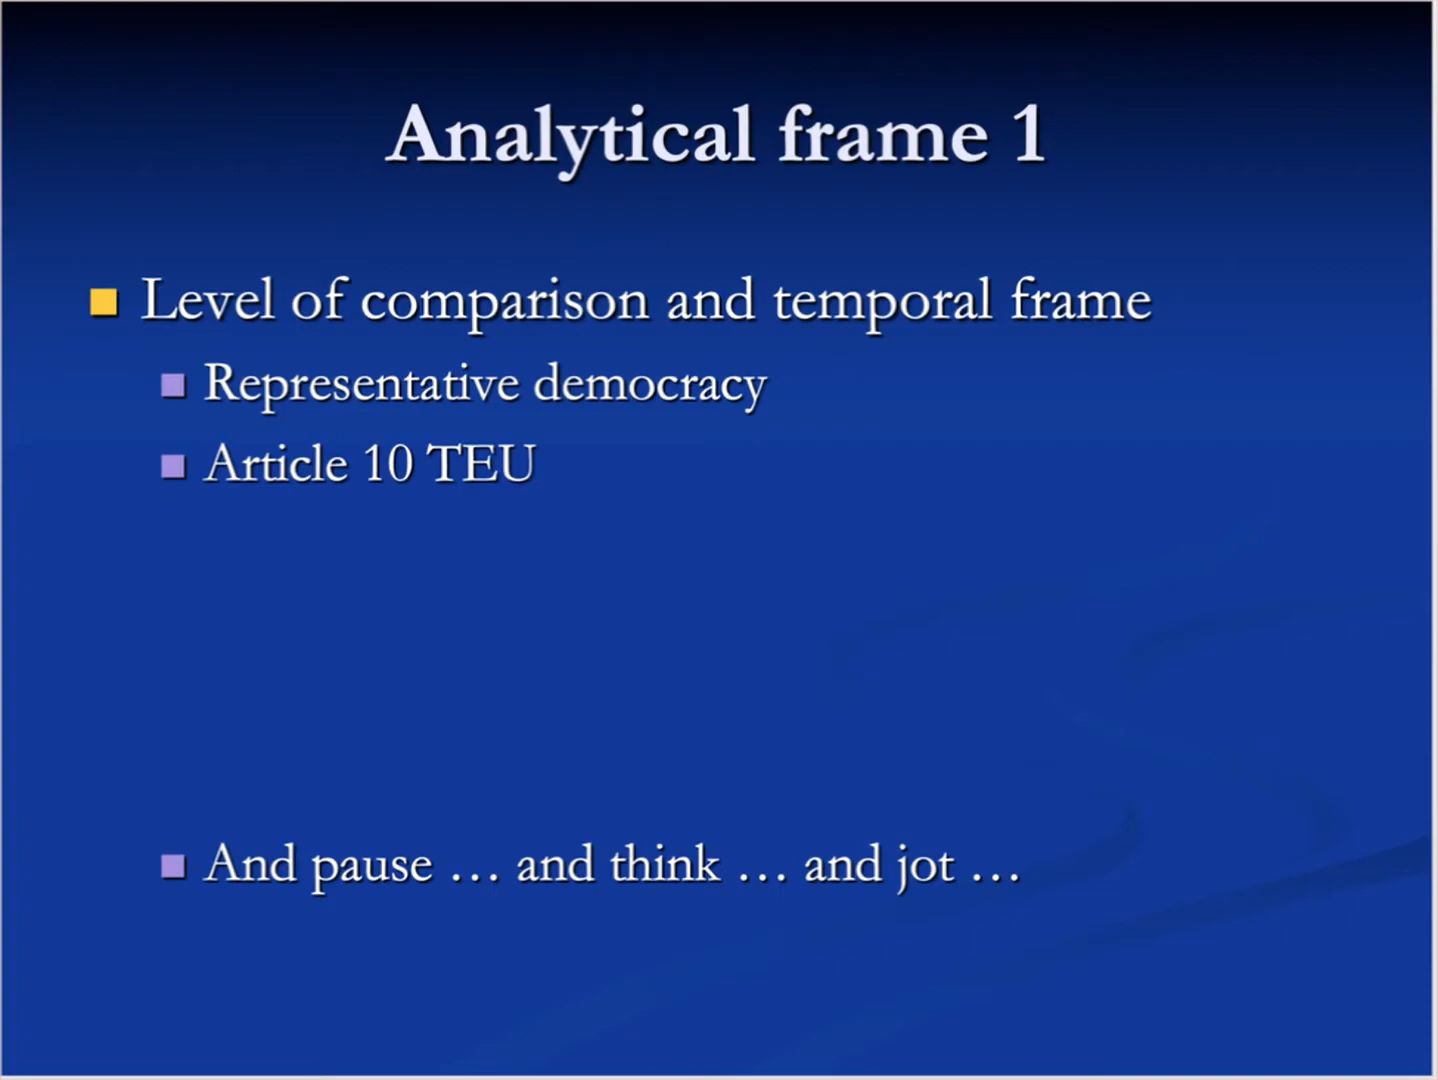 Analytical frame 1
Level of comparison and temporal frame
Representative democracy
Article 10 TEU
And pause … and think … and jot …